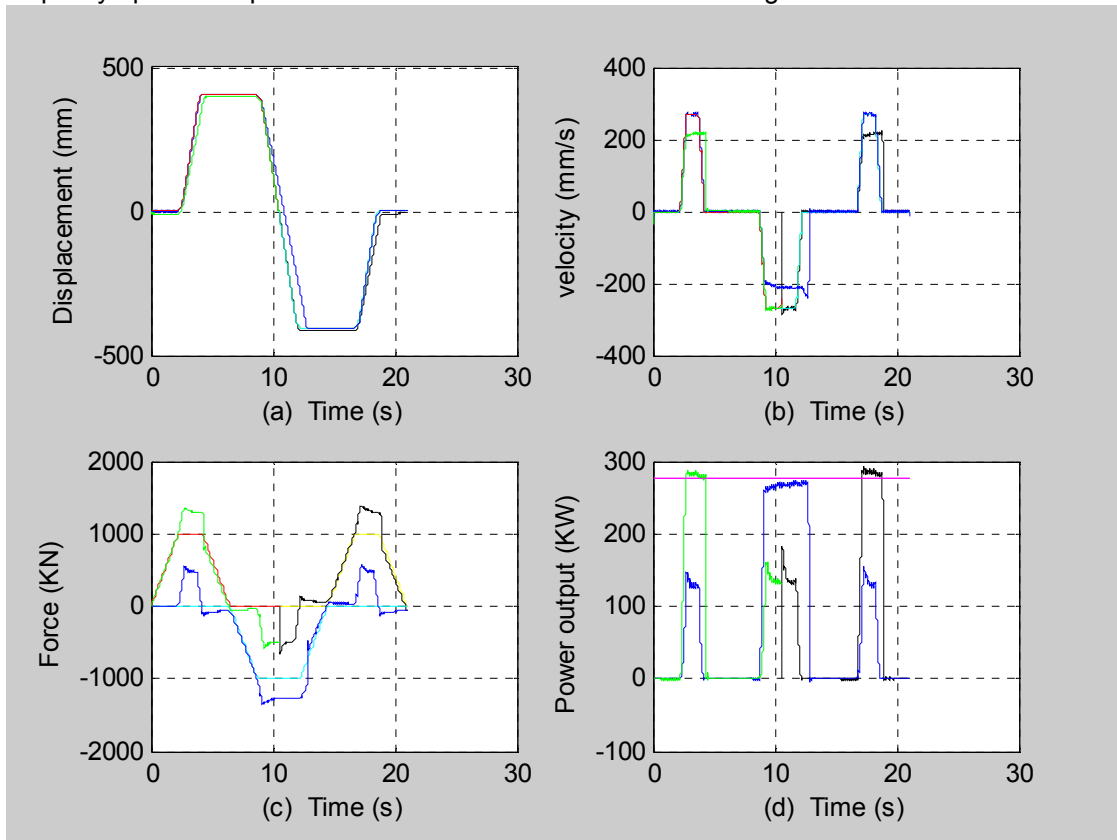 500
0
-500
Displacement (mm)
0 10 20 30
(a) Time (s)
400
200
0
-200
-400
velocity (mm/s)
0 10 20 30
(b) Time (s)
2000
1000
0
-1000
-2000
Force (KN)
0 10 20 30
(c) Time (s)
300
200
100
0
-100
Power output (KW)
0 10 20 30
(d) Time (s)